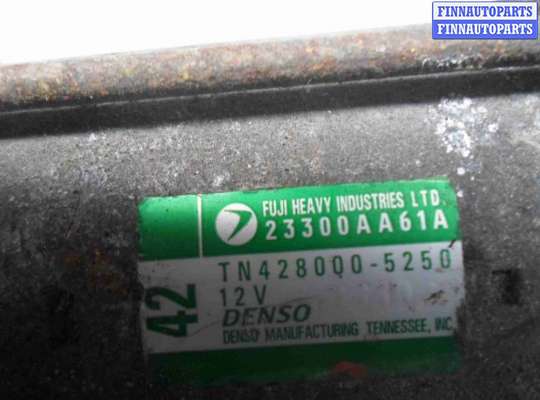 FINNAUTOPARTS
FINNAUTOPARTS
FUJI HEAVY INDUSTRIES LTD.
23300AA61A
42
TN428000-5250
12V
DENSO
DENSO MANUFACTURING TENNESSEE, INC.